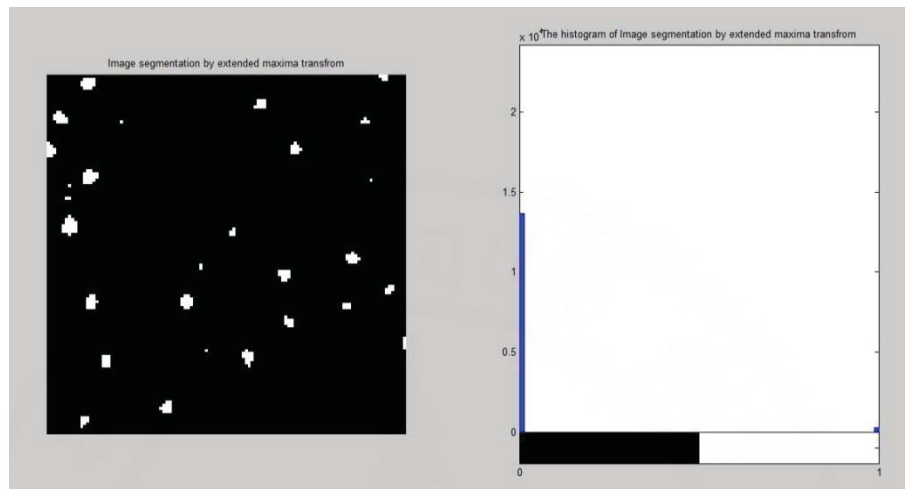 Image segmentation by extended maxima transfrom
x 10^4
The histogram of Image segmentation by extended maxima transfrom
2
1.5
1
0.5
0
0 1